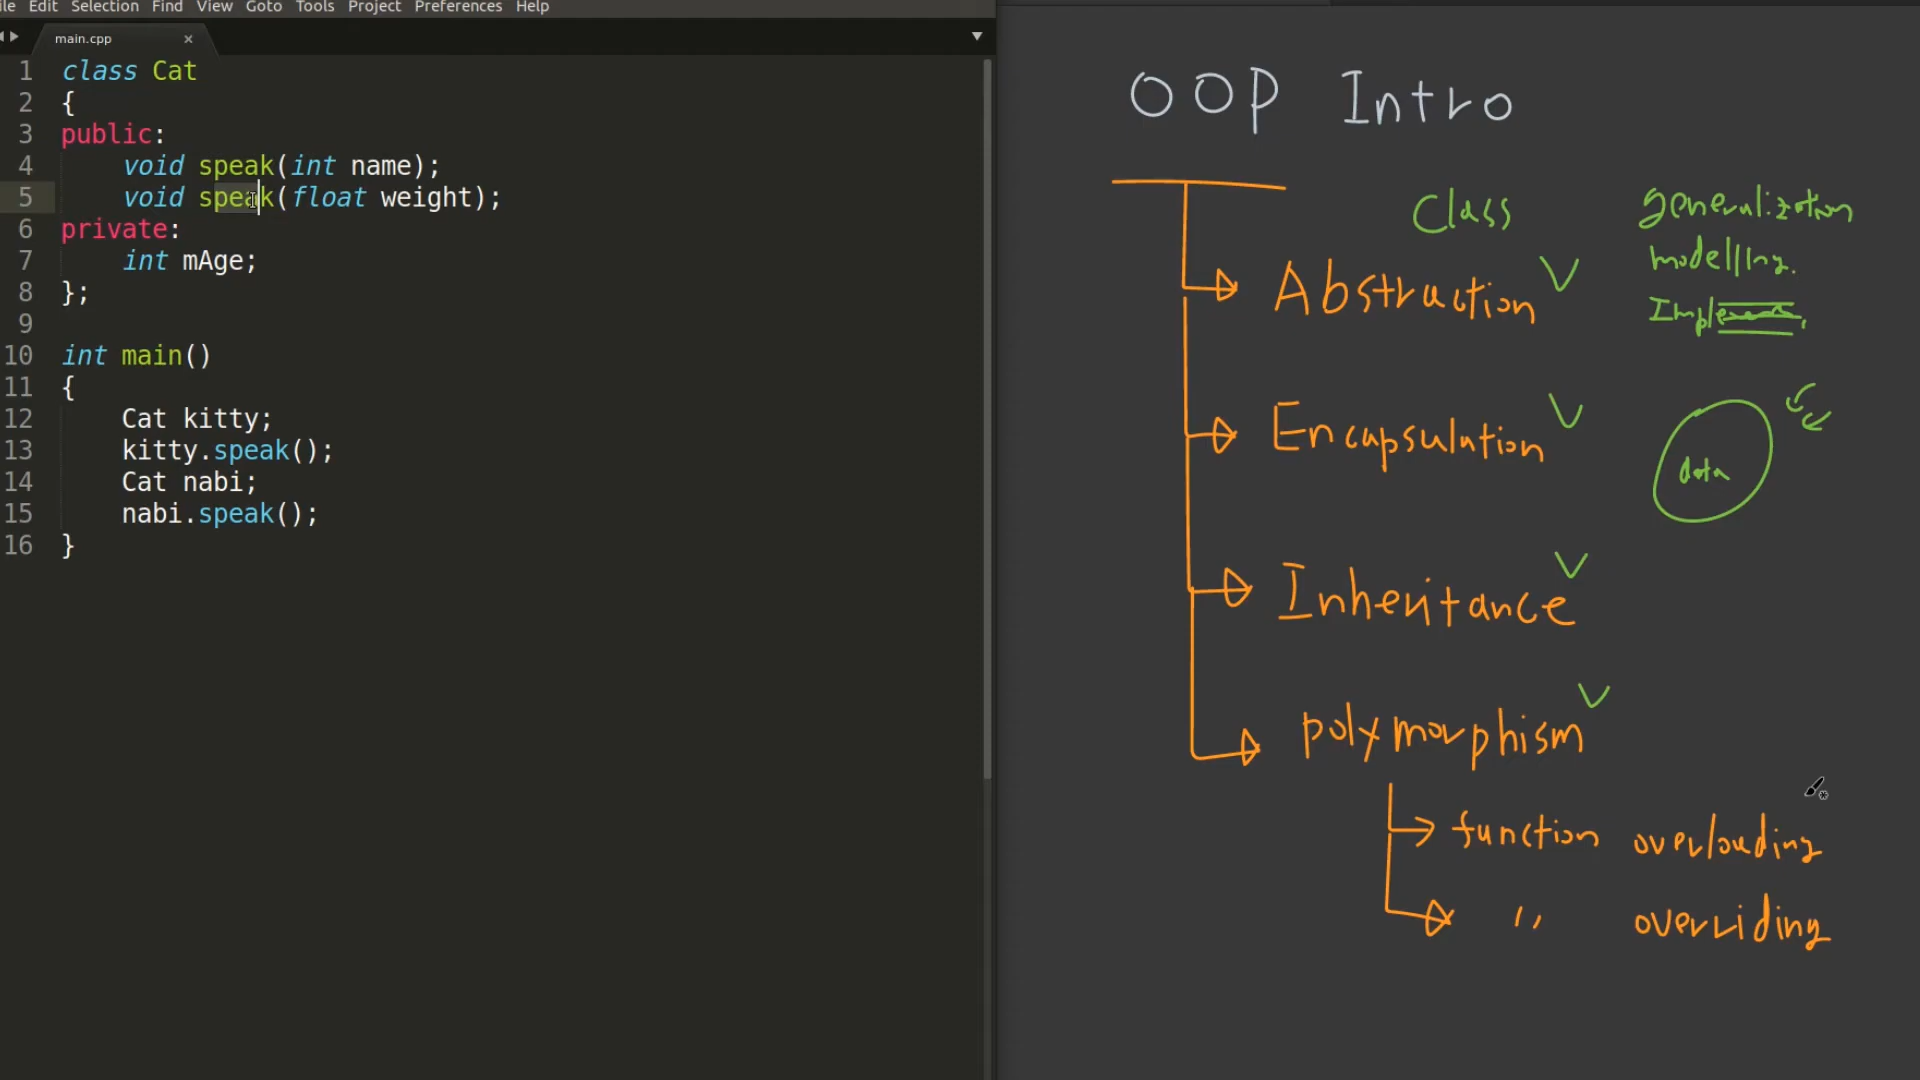 ile Edit Selection Find View Goto Tools Project Preferences Help
main.cpp
1 class Cat
2 {
3 public:
4     void speak(int name);
5     void speak(float weight);
6 private:
7     int mAge;
8 };
9
10 int main()
11 {
12     Cat kitty;
13     kitty.speak();
14     Cat nabi;
15     nabi.speak();
16 }
OOP Intro
Class
generalization
modelling.
Abstraction
Encapsulation
data
Inheritance
polymorphism
function overloading
〃 overriding